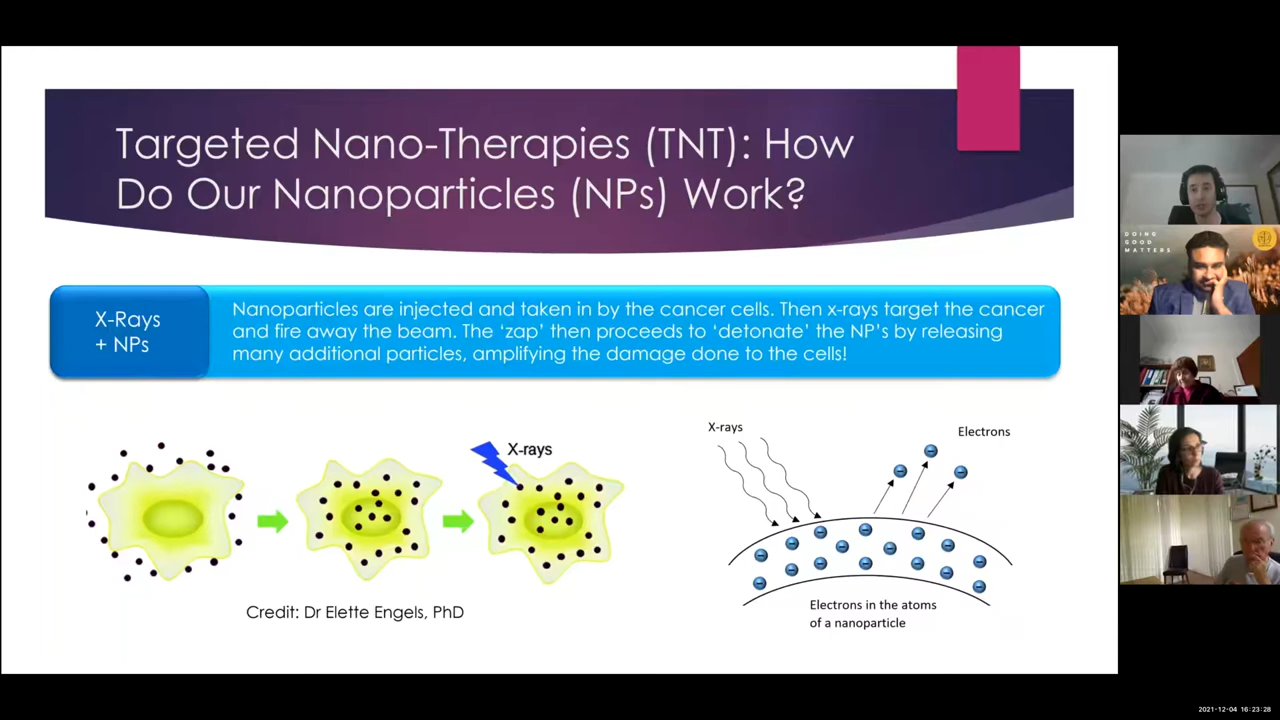 Targeted Nano-Therapies (TNT): How
Do Our Nanoparticles (NPs) Work?
X-Rays
+ NPs
Nanoparticles are injected and taken in by the cancer cells. Then x-rays target the cancer
and fire away the beam. The ‘zap’ then proceeds to ‘detonate’ the NP’s by releasing
many additional particles, amplifying the damage done to the cells!
X-rays
Credit: Dr Elette Engels, PhD
X-rays
Electrons
Electrons in the atoms
of a nanoparticle
DOING
GOOD
MATTERS
2021-12-04 16:23:28